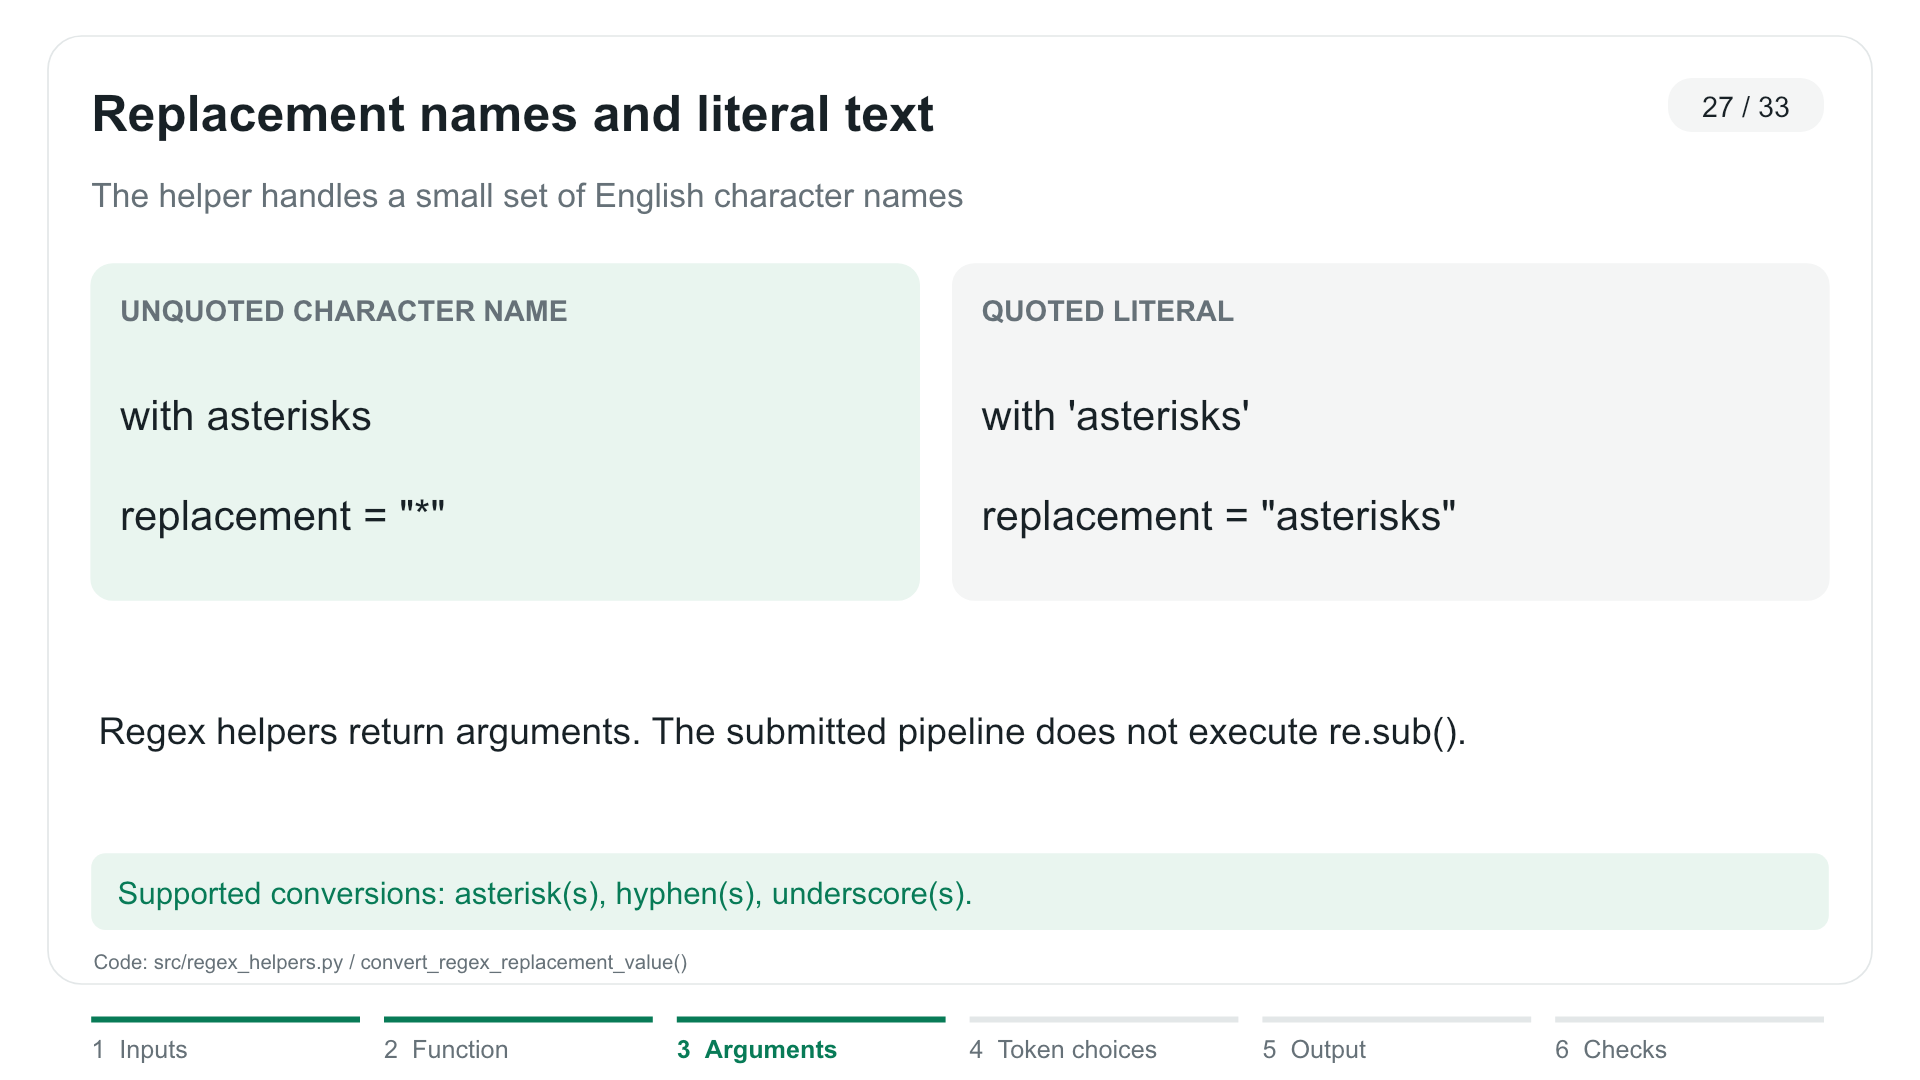 Replacement names and literal text
27 / 33
The helper handles a small set of English character names
UNQUOTED CHARACTER NAME
with asterisks
replacement = "*"
QUOTED LITERAL
with 'asterisks'
replacement = "asterisks"
Regex helpers return arguments. The submitted pipeline does not execute re.sub().
Supported conversions: asterisk(s), hyphen(s), underscore(s).
Code: src/regex_helpers.py / convert_regex_replacement_value()
1 Inputs
2 Function
3 Arguments
4 Token choices
5 Output
6 Checks